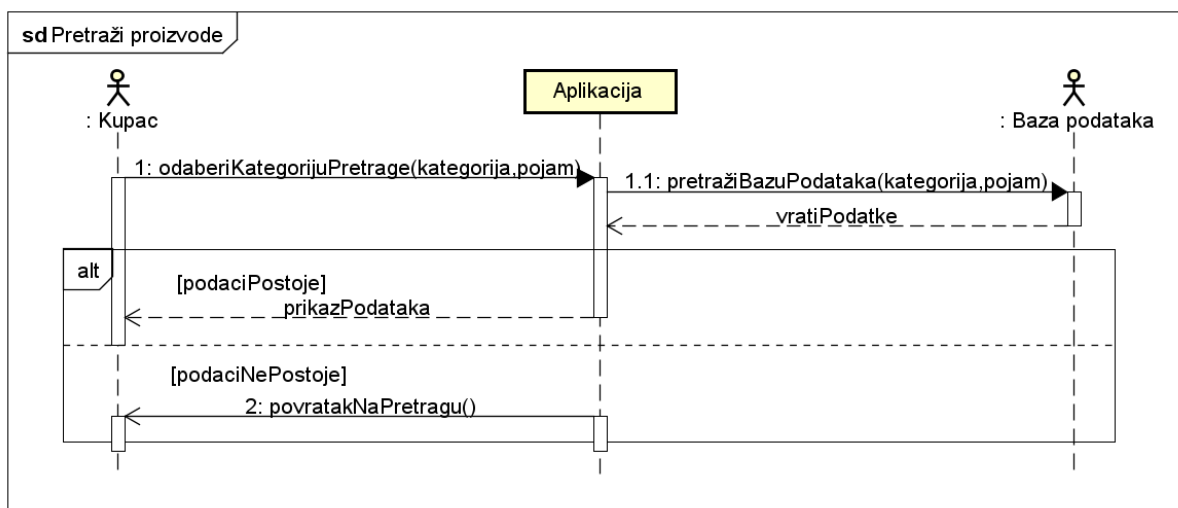 sd Pretraži proizvode
: Kupac
Aplikacija
: Baza podataka
1: odaberiKategorijuPretrage(kategorija,pojam)
1.1: pretražiBazuPodataka(kategorija,pojam)
vratiPodatke
alt
[podaciPostoje]
prikazPodataka
[podaciNePostoje]
2: povratakNaPretragu()